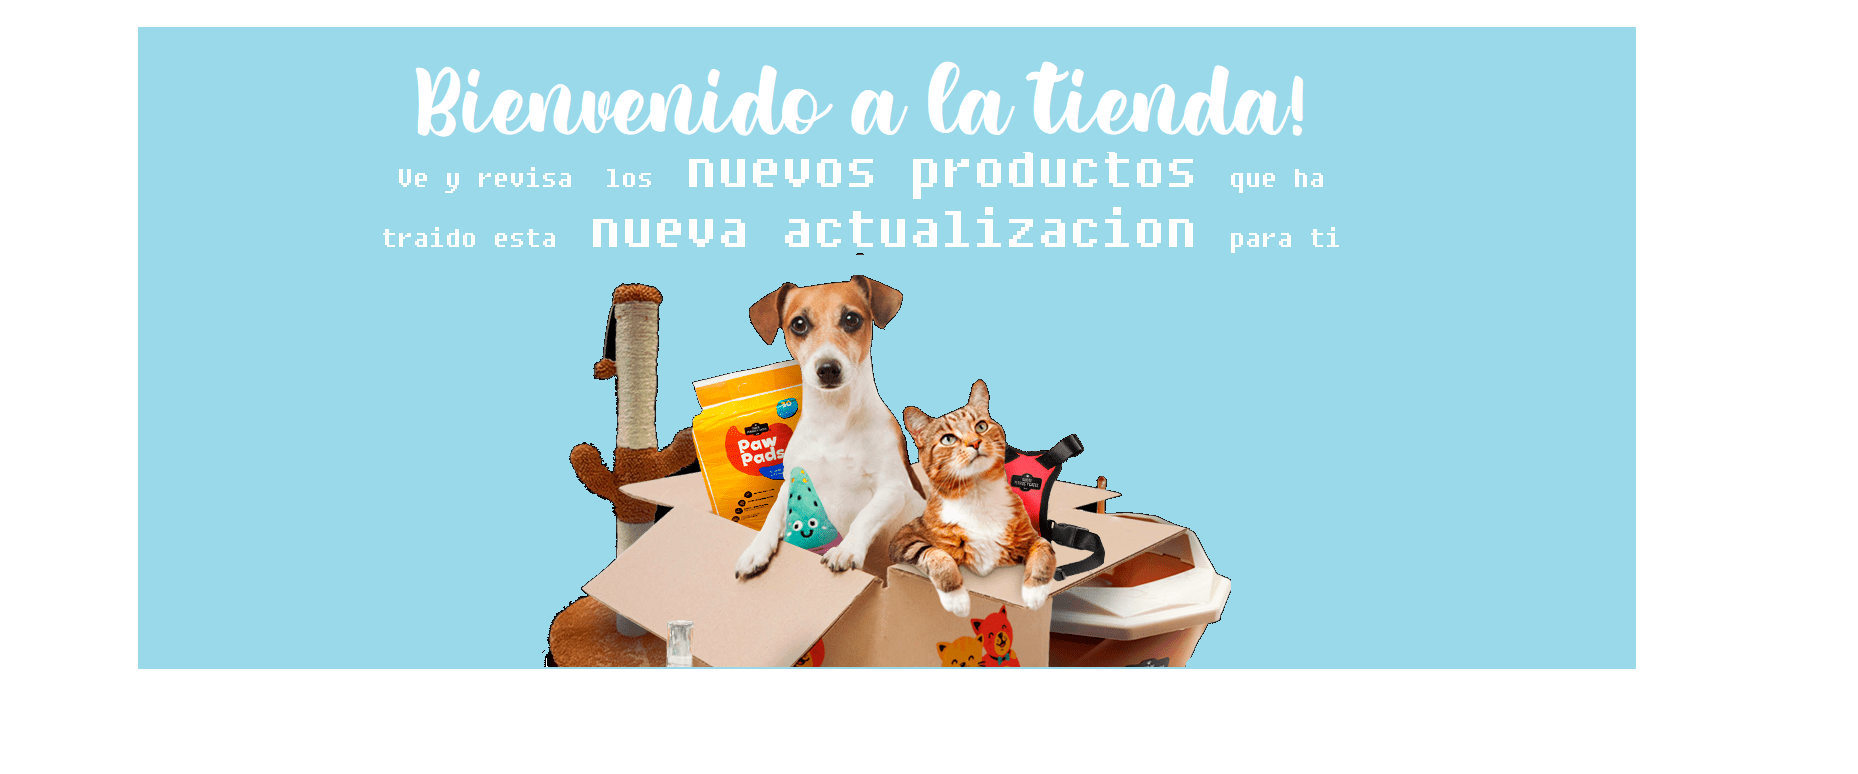 Bienvenido a la tienda!
Ve y revisa los nuevos productos que ha
traido esta nueva actualizacion para ti
Paw
Pads